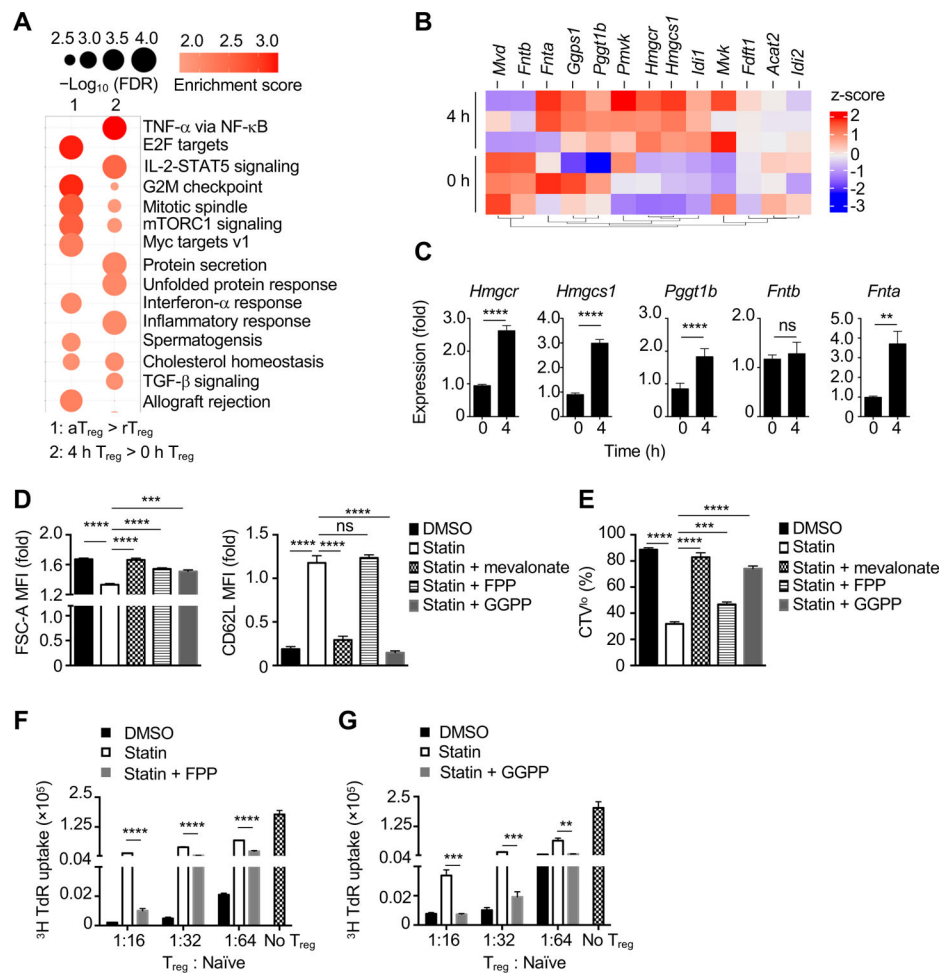 A
2.5 3.0 3.5 4.0
−Log10 (FDR)
2.0 3.0
Enrichment score
1 2
TNF-α via NF-κB
E2F targets
IL-2-STAT5 signaling
G2M checkpoint
Mitotic spindle
mTORC1 signaling
Myc targets v1
Protein secretion
Unfolded protein response
Interferon-α response
Inflammatory response
Spermatogensis
Cholesterol homeostasis
TGF-β signaling
Allograft rejection
1: aTreg > rTreg
2: 4 h Treg > 0 h Treg
B
Mvd Fntb Fnta Ggps1 Pggt1b Pmvk Hmgcr Hmgcs1 Idi1 Mvk Fdft1 Acat2 Idi2
4 h
0 h
z-score
2
1
0
-1
-2
-3
C
Expression (fold)
Hmgcr
****
3.0
2.0
1.0
0
0 4
Hmgcs1
****
4.0
3.0
2.0
1.0
0
0 4
Pggt1b
****
3.0
2.0
1.0
0
0 4
Fntb
ns
2.0
1.0
0.0
0 4
Fnta
**
6.0
4.0
2.0
0
0 4
Time (h)
D
FSC-A MFI (fold)
2.0
1.6
1.2
0.5
0
***
**** ****
****
CD62L MFI (fold)
1.5
1.0
0.5
0
****
ns
**** ****
DMSO
Statin
Statin + mevalonate
Statin + FPP
Statin + GGPP
E
CTVlo (%)
100
80
60
40
20
0
****
***
**** ****
DMSO
Statin
Statin + mevalonate
Statin + FPP
Statin + GGPP
F
DMSO
Statin
Statin + FPP
3H TdR uptake (×10⁵)
2.5
1.25
0.04
0.02
0
**** **** ****
1:16 1:32 1:64 No Treg
Treg : Naïve
G
DMSO
Statin
Statin + GGPP
3H TdR uptake (×10⁵)
2.5
1.25
0.04
0.02
0
*** *** **
1:16 1:32 1:64 No Treg
Treg : Naïve